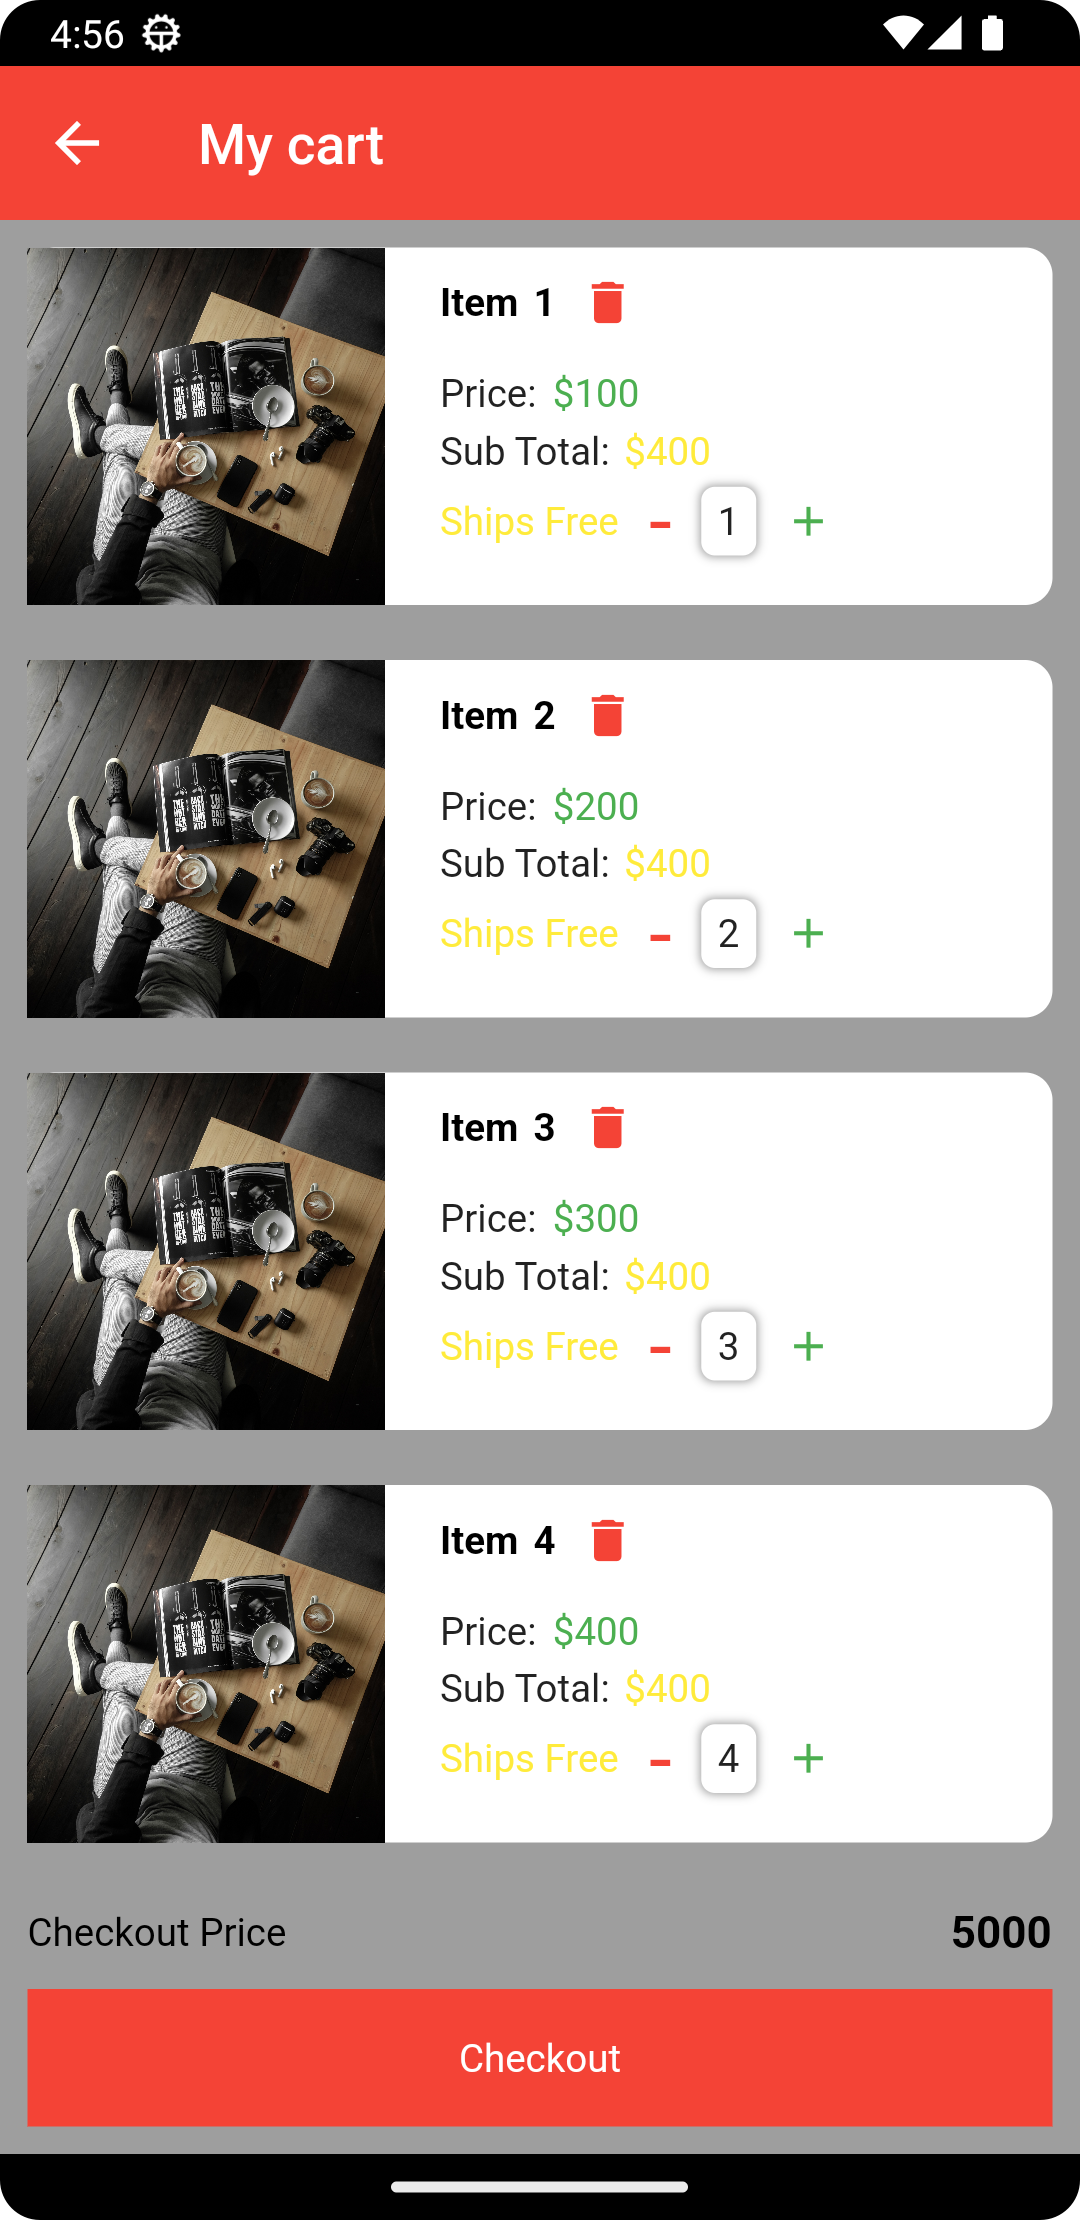 4:56
My cart
Item 1
Price: $100
Sub Total: $400
Ships Free - 1 +
Item 2
Price: $200
Sub Total: $400
Ships Free - 2 +
Item 3
Price: $300
Sub Total: $400
Ships Free - 3 +
Item 4
Price: $400
Sub Total: $400
Ships Free - 4 +
Checkout Price 5000
Checkout